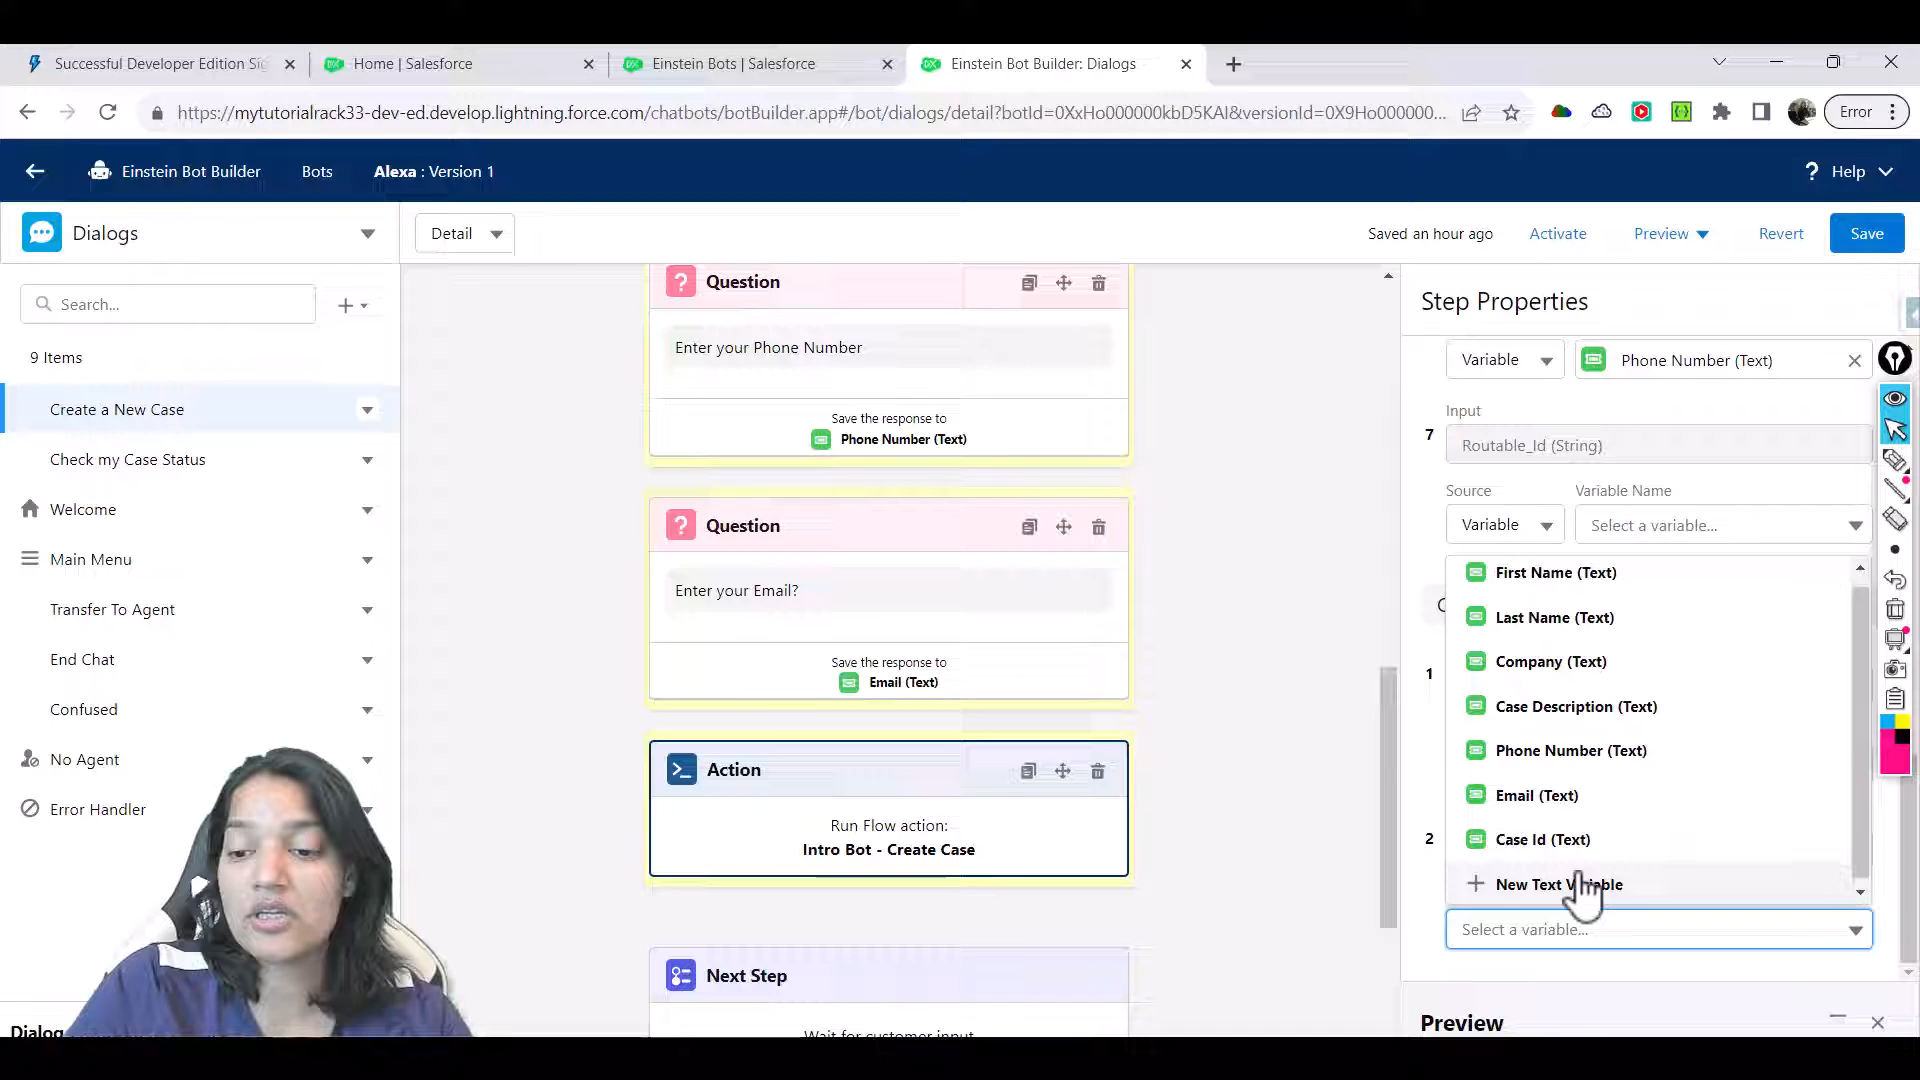 Successful Developer Edition Sig
Home | Salesforce
Einstein Bots | Salesforce
Einstein Bot Builder: Dialogs
https://mytutorialrack33-dev-ed.develop.lightning.force.com/chatbots/botBuilder.app#/bot/dialogs/detail?botId=0XxHo000000kbD5KAI&versionId=0X9Ho000000...
Error
Einstein Bot Builder
Bots
Alexa : Version 1
? Help
Dialogs
Detail
Saved an hour ago
Activate
Preview
Revert
Save
Search...
9 Items
Create a New Case
Check my Case Status
Welcome
Main Menu
Transfer To Agent
End Chat
Confused
No Agent
Error Handler
Dialog
? Question
Enter your Phone Number
Save the response to
Phone Number (Text)
? Question
Enter your Email?
Save the response to
Email (Text)
Action
Run Flow action:
Intro Bot - Create Case
Next Step
Wait for customer input
Step Properties
Variable
Phone Number (Text)
Input
7
Routable_Id (String)
Source
Variable Name
Variable
Select a variable...
First Name (Text)
Last Name (Text)
Company (Text)
1
Case Description (Text)
Phone Number (Text)
Email (Text)
2
Case Id (Text)
New Text Variable
Select a variable...
Preview